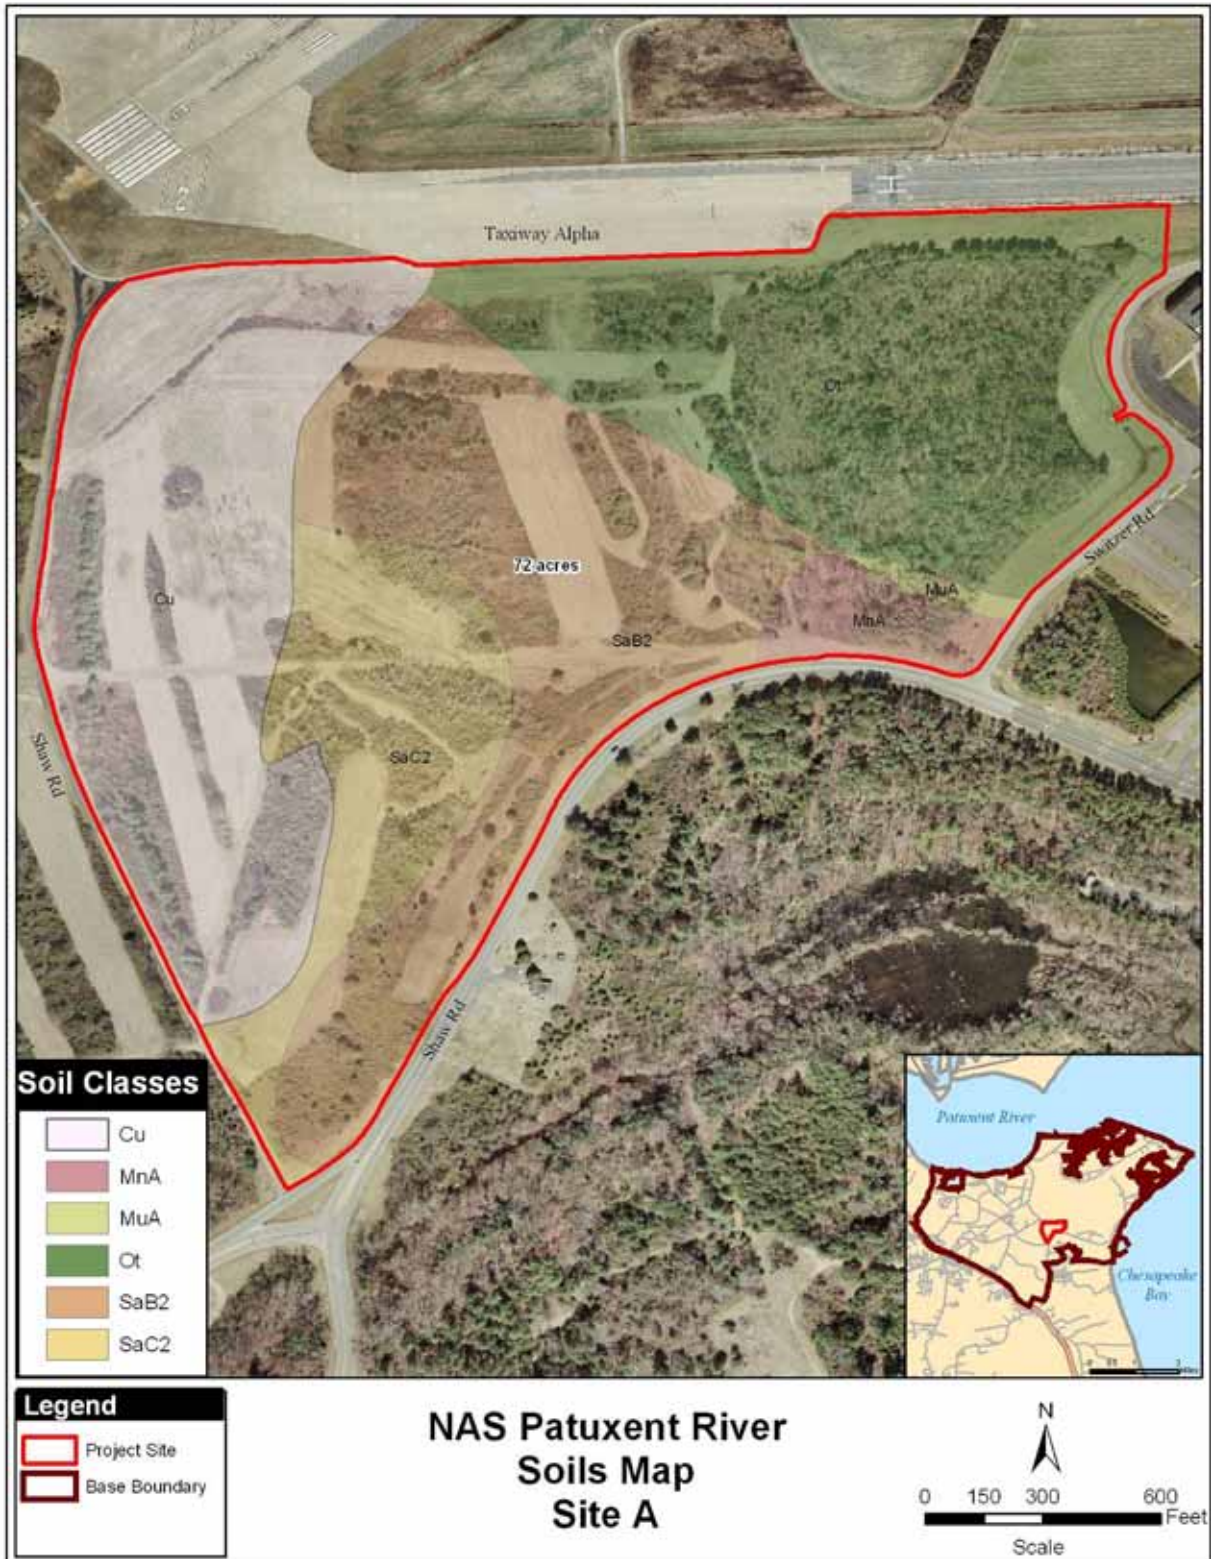 Taxiway Alpha
Ot
Switzer Rd
72 acres
MuA
MnA
Cu
SaB2
Shaw Rd
SaC2
Shaw Rd
Soil Classes
Cu
MnA
MuA
Ot
SaB2
SaC2
Patuxent River
Chesapeake
Bay
Legend
Project Site
Base Boundary
NAS Patuxent River
Soils Map
Site A
N
0 150 300 600
Feet
Scale